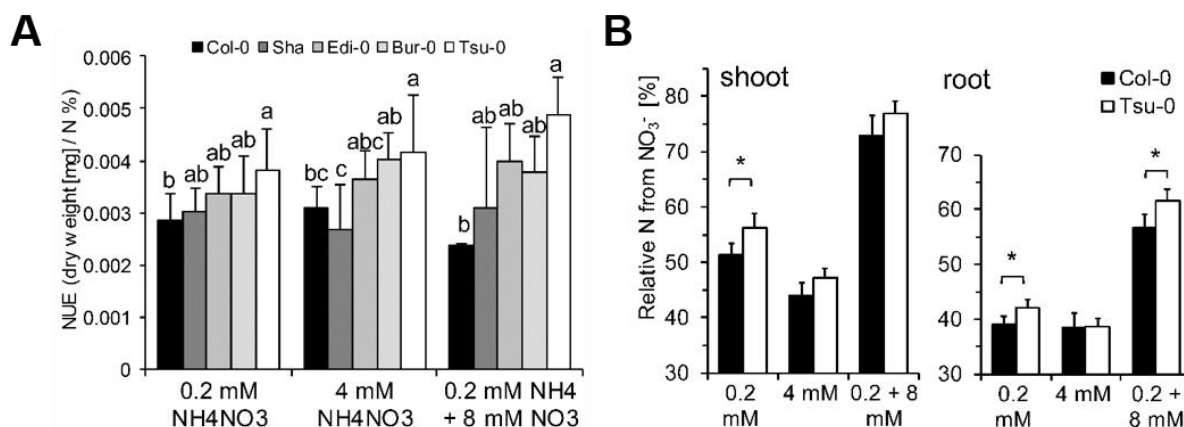 A
NUE (dry weight [mg] / N %)
Col-0 Sha Edi-0 Bur-0 Tsu-0
0.006
0.005
0.004
0.003
0.002
0.001
0
b ab ab ab a
bc c abc ab a
b ab ab ab a
0.2 mM 4 mM 0.2 mM NH4
NH4NO3 NH4NO3 + 8 mM NO3
B
Relative N from NO₃⁻ [%]
shoot
80
70
60
50
40
30
*
0.2 4 mM 0.2 + 8
mM mM
root
Col-0
Tsu-0
70
60
50
40
30
*
*
0.2 4 mM 0.2 +
mM 8 mM